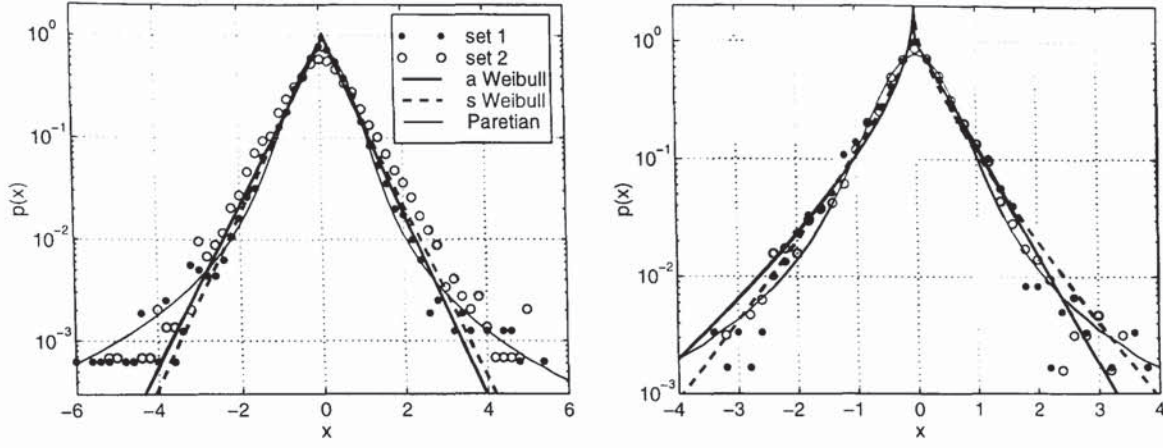 10^0
10^-1
10^-2
10^-3
p(x)
-6 -4 -2 0 2 4 6
x
set 1
set 2
a Weibull
s Weibull
Paretian
10^0
10^-1
10^-2
10^-3
p(x)
-4 -3 -2 -1 0 1 2 3 4
x